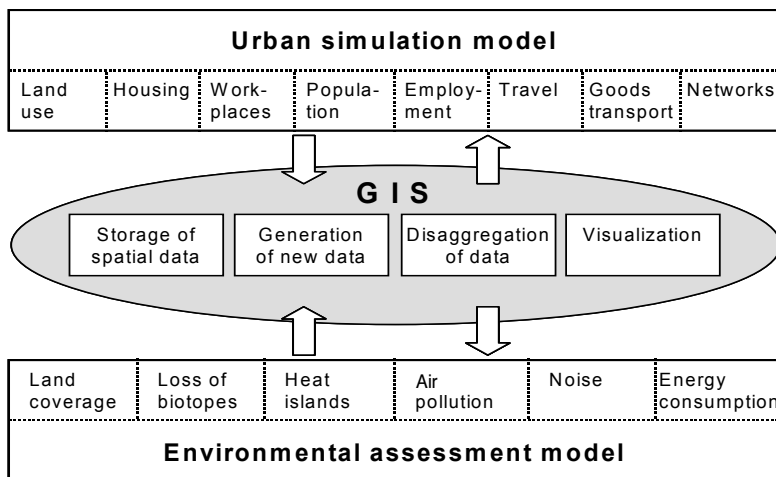 Urban simulation model
Land use
Housing
Work-places
Popula-tion
Employ-ment
Travel
Goods transport
Networks
GIS
Storage of spatial data
Generation of new data
Disaggregation of data
Visualization
Land coverage
Loss of biotopes
Heat islands
Air pollution
Noise
Energy consumption
Environmental assessment model